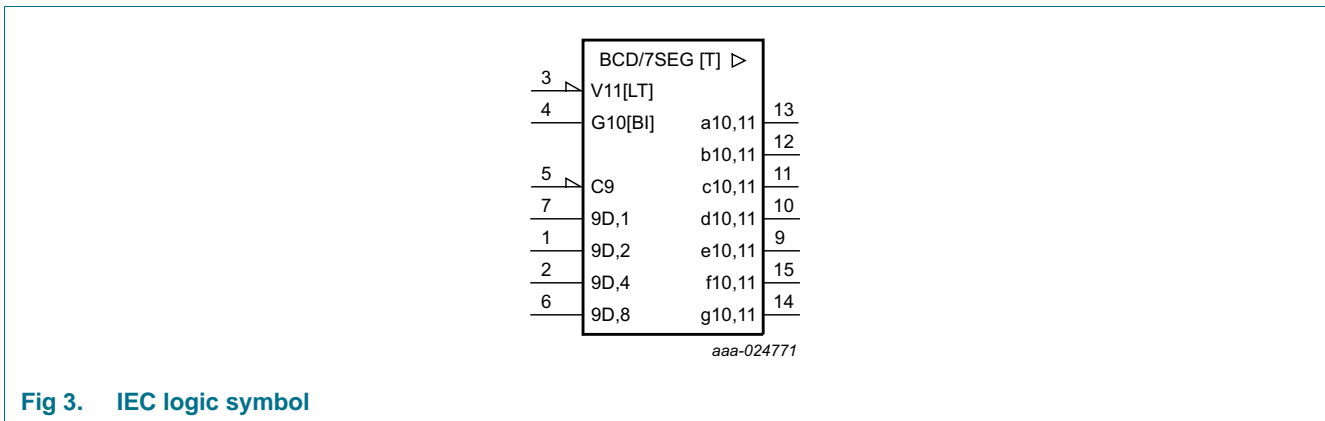 BCD/7SEG [T]
3
V11[LT]
4
G10[BI]
a10,11
13
b10,11
12
5
C9
c10,11
11
7
9D,1
d10,11
10
1
9D,2
e10,11
9
2
9D,4
f10,11
15
6
9D,8
g10,11
14
aaa-024771
Fig 3. IEC logic symbol